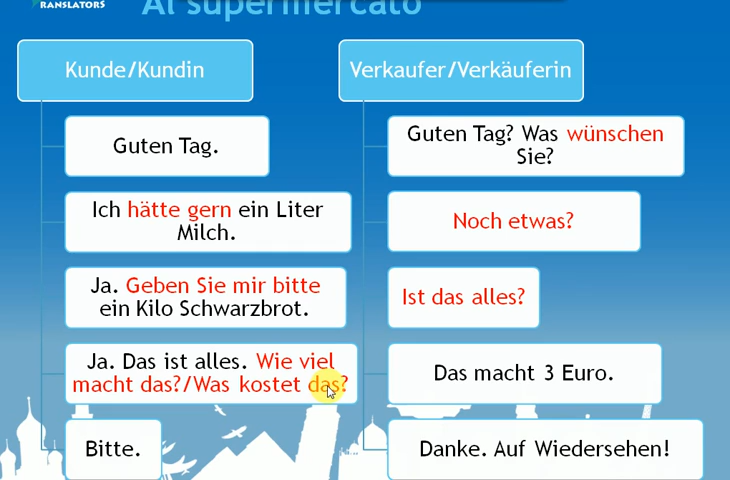 RANSLATORS
Al supermercato
Kunde/Kundin
Verkaufer/Verkäuferin
Guten Tag.
Guten Tag? Was wünschen
Sie?
Ich hätte gern ein Liter
Milch.
Noch etwas?
Ja. Geben Sie mir bitte
ein Kilo Schwarzbrot.
Ist das alles?
Ja. Das ist alles. Wie viel
macht das?/Was kostet das?
Das macht 3 Euro.
Bitte.
Danke. Auf Wiedersehen!